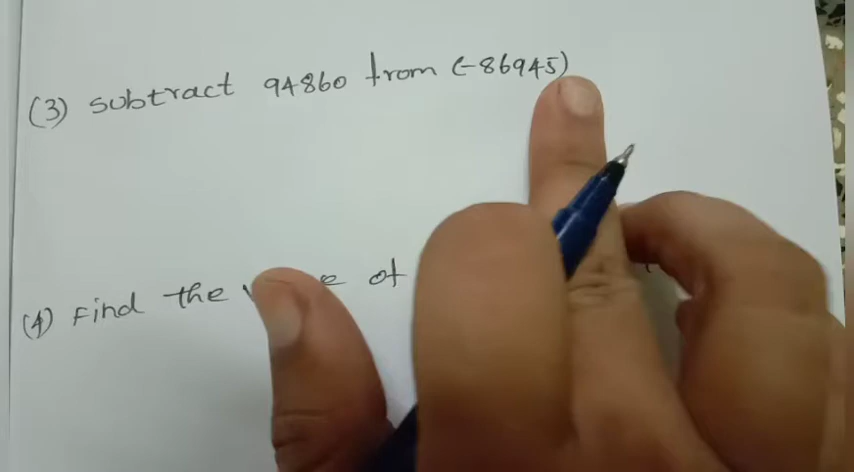 (3) subtract 94860 from (-86945)
(4) Find the of